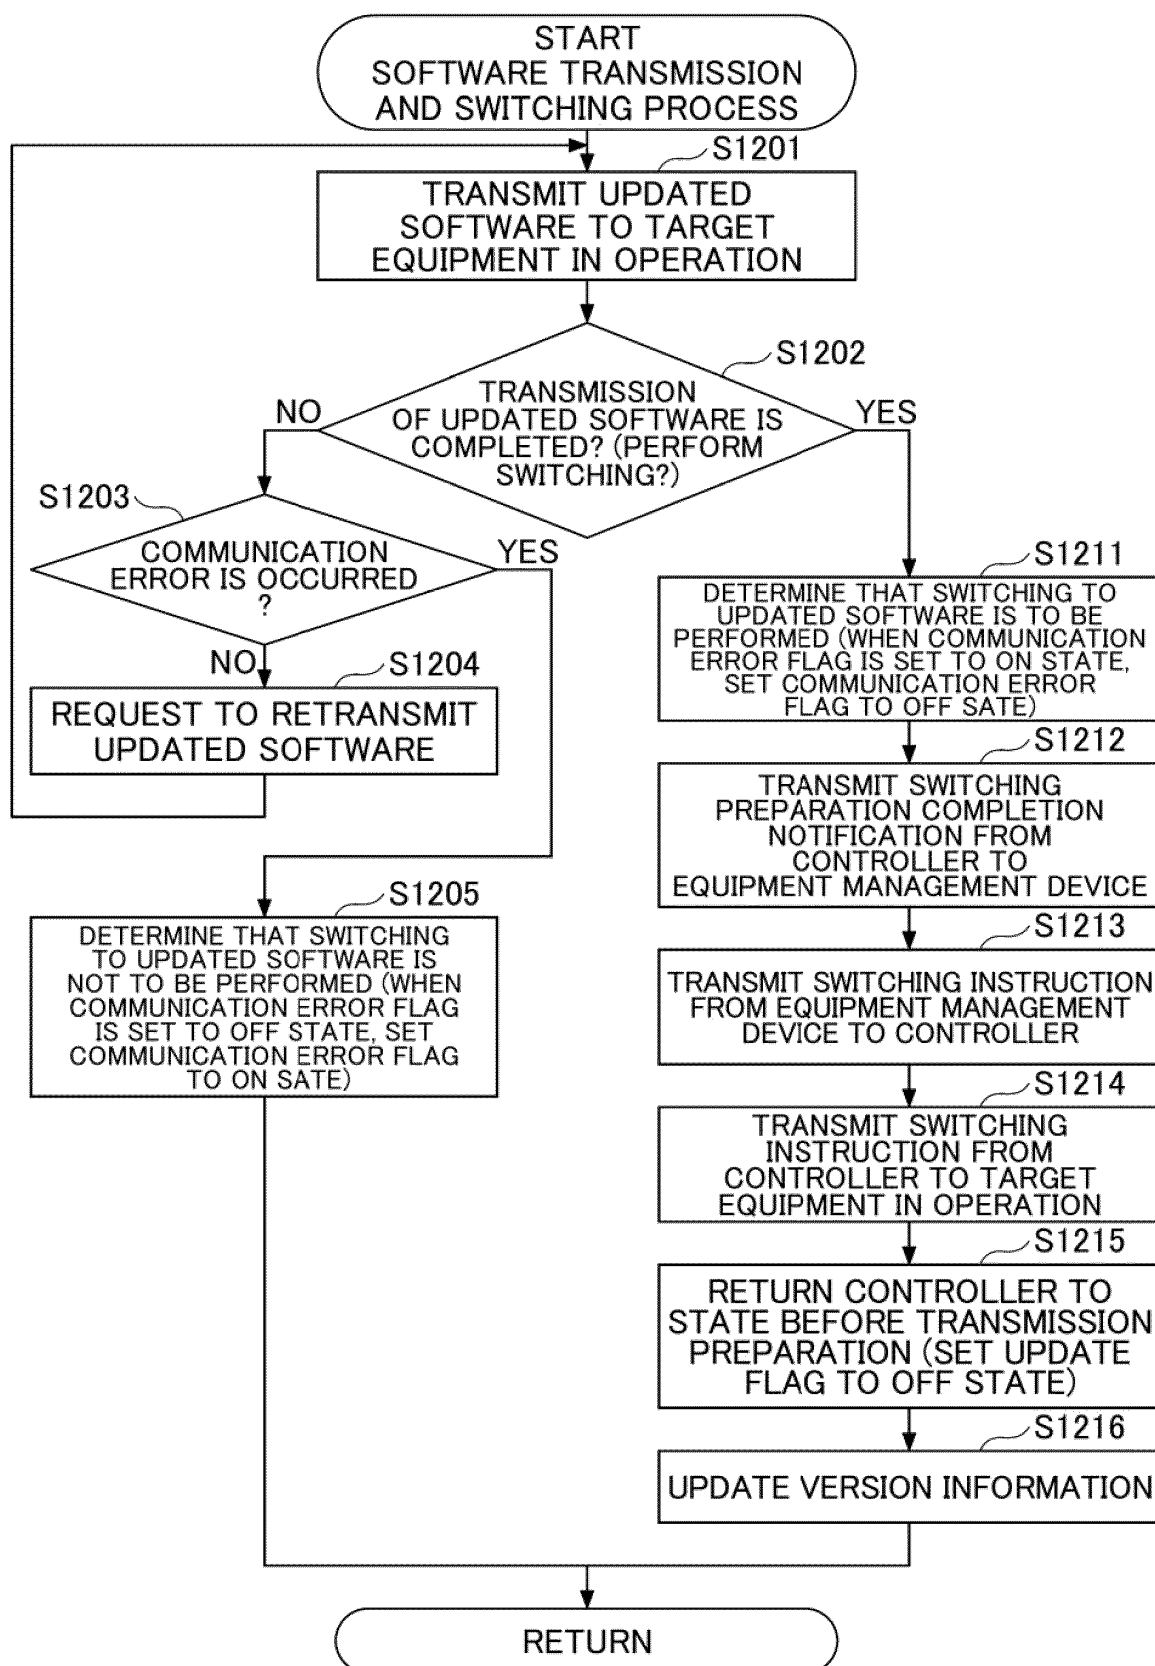 START
SOFTWARE TRANSMISSION
AND SWITCHING PROCESS
S1201
TRANSMIT UPDATED
SOFTWARE TO TARGET
EQUIPMENT IN OPERATION
S1202
TRANSMISSION
OF UPDATED SOFTWARE IS
COMPLETED? (PERFORM
SWITCHING?)
NO
YES
S1203
COMMUNICATION
ERROR IS OCCURRED
?
YES
NO
S1204
REQUEST TO RETRANSMIT
UPDATED SOFTWARE
S1205
DETERMINE THAT SWITCHING
TO UPDATED SOFTWARE IS
NOT TO BE PERFORMED (WHEN
COMMUNICATION ERROR FLAG
IS SET TO OFF STATE, SET
COMMUNICATION ERROR FLAG
TO ON SATE)
S1211
DETERMINE THAT SWITCHING TO
UPDATED SOFTWARE IS TO BE
PERFORMED (WHEN COMMUNICATION
ERROR FLAG IS SET TO ON STATE,
SET COMMUNICATION ERROR
FLAG TO OFF SATE)
S1212
TRANSMIT SWITCHING
PREPARATION COMPLETION
NOTIFICATION FROM
CONTROLLER TO
EQUIPMENT MANAGEMENT DEVICE
S1213
TRANSMIT SWITCHING INSTRUCTION
FROM EQUIPMENT MANAGEMENT
DEVICE TO CONTROLLER
S1214
TRANSMIT SWITCHING
INSTRUCTION FROM
CONTROLLER TO TARGET
EQUIPMENT IN OPERATION
S1215
RETURN CONTROLLER TO
STATE BEFORE TRANSMISSION
PREPARATION (SET UPDATE
FLAG TO OFF STATE)
S1216
UPDATE VERSION INFORMATION
RETURN